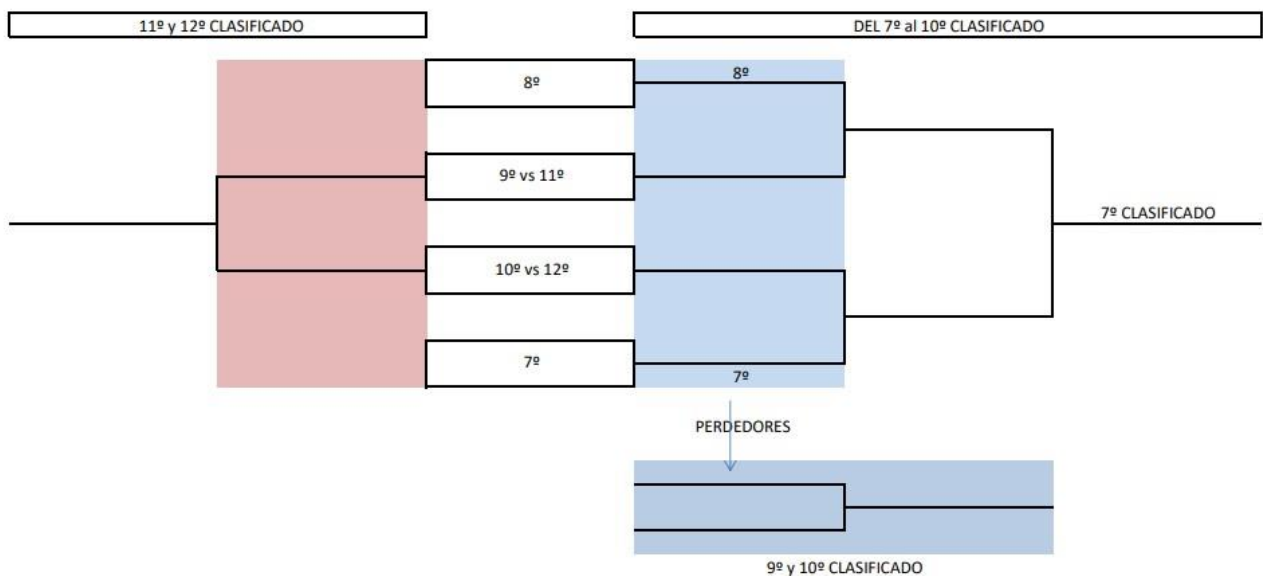 11º y 12º CLASIFICADO
DEL 7º al 10º CLASIFICADO
8º
8º
9º vs 11º
7º CLASIFICADO
10º vs 12º
7º
7º
PERDEDORES
9º y 10º CLASIFICADO